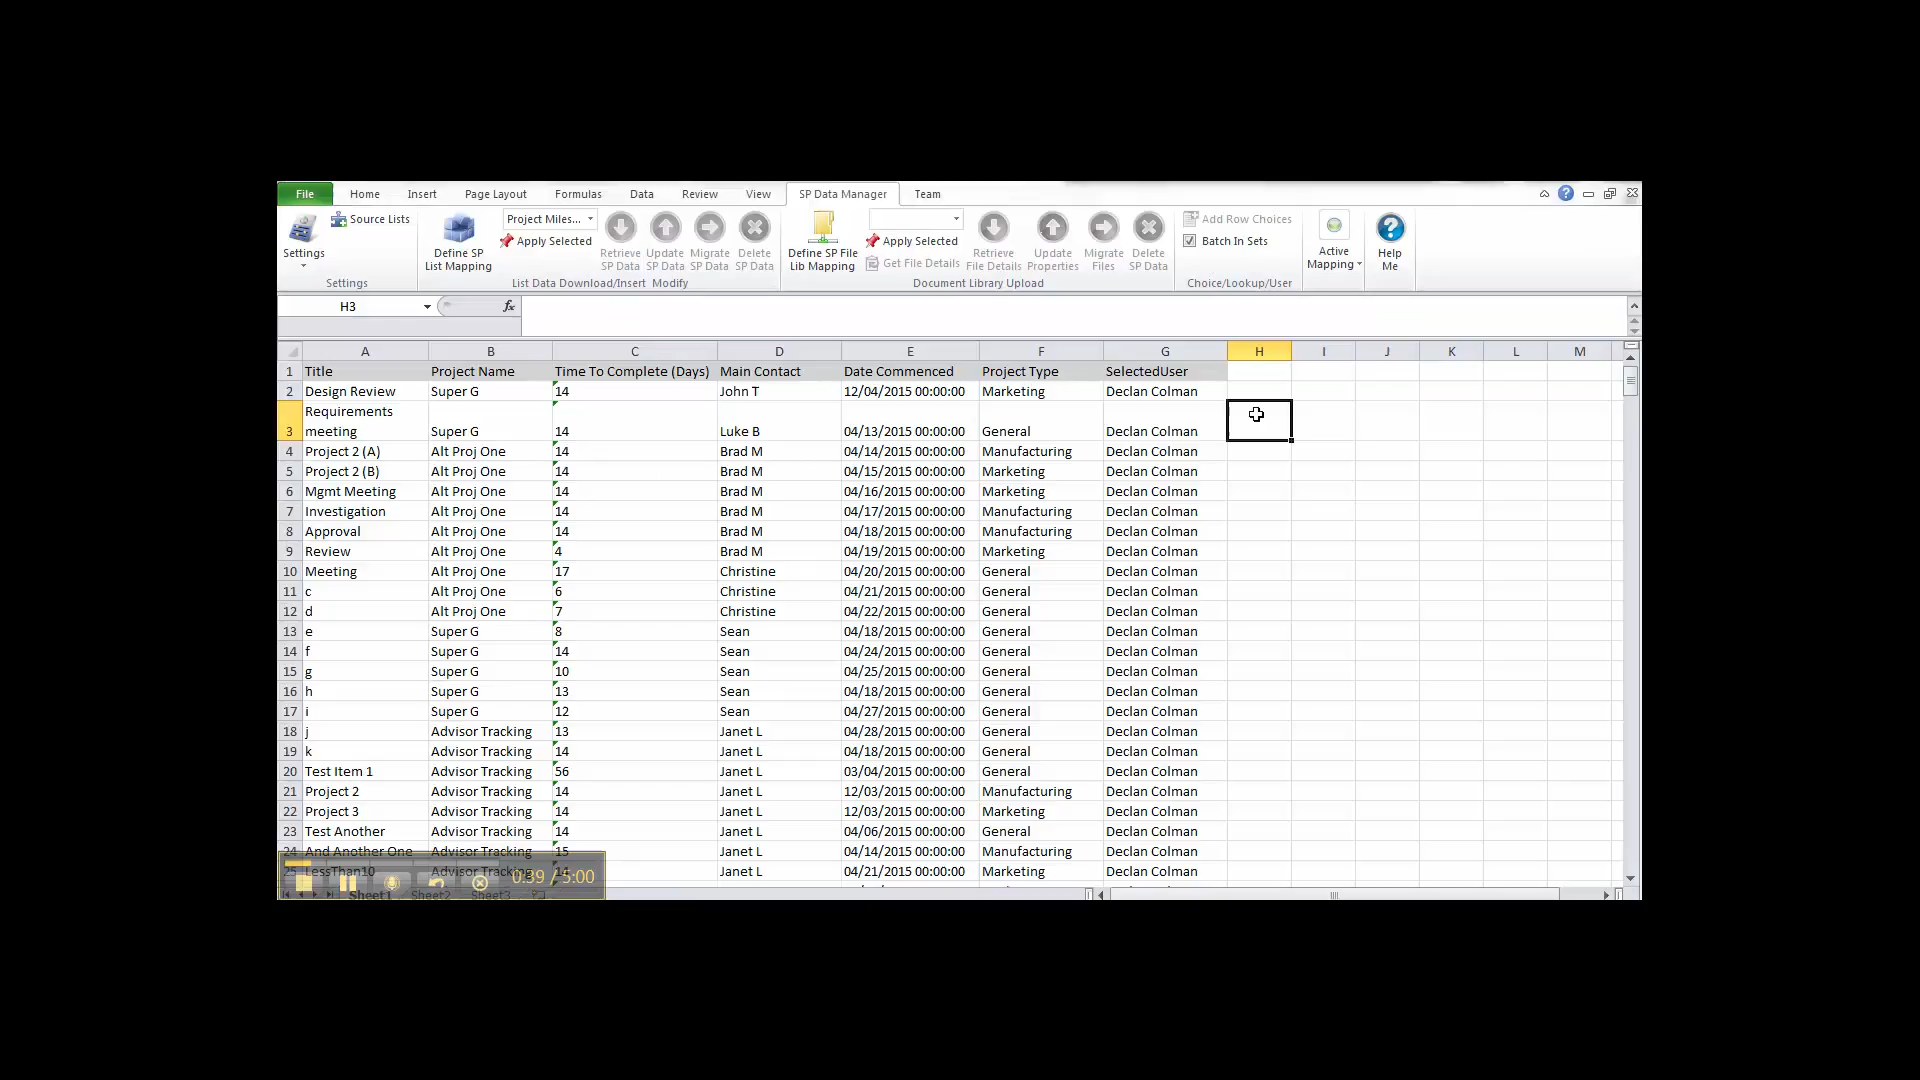 File Home Insert Page Layout Formulas Data Review View SP Data Manager Team
Settings Source Lists
Settings
Define SP List Mapping
Project Miles...
Apply Selected
Retrieve SP Data
Update SP Data
Migrate SP Data
Delete SP Data
List Data Download/Insert Modify
Define SP File Lib Mapping
Apply Selected
Get File Details
Retrieve File Details
Update Properties
Migrate Files
Delete SP Data
Document Library Upload
Add Row Choices
Batch In Sets
Choice/Lookup/User
Active Mapping
Help Me
H3 fx
A B C D E F G H I J K L M
1 Title Project Name Time To Complete (Days) Main Contact Date Commenced Project Type SelectedUser
2 Design Review Super G 14 John T 12/04/2015 00:00:00 Marketing Declan Colman
Requirements
3 meeting Super G 14 Luke B 04/13/2015 00:00:00 General Declan Colman
4 Project 2 (A) Alt Proj One 14 Brad M 04/14/2015 00:00:00 Manufacturing Declan Colman
5 Project 2 (B) Alt Proj One 14 Brad M 04/15/2015 00:00:00 Marketing Declan Colman
6 Mgmt Meeting Alt Proj One 14 Brad M 04/16/2015 00:00:00 Marketing Declan Colman
7 Investigation Alt Proj One 14 Brad M 04/17/2015 00:00:00 Manufacturing Declan Colman
8 Approval Alt Proj One 14 Brad M 04/18/2015 00:00:00 Manufacturing Declan Colman
9 Review Alt Proj One 4 Brad M 04/19/2015 00:00:00 Marketing Declan Colman
10 Meeting Alt Proj One 17 Christine 04/20/2015 00:00:00 General Declan Colman
11 c Alt Proj One 6 Christine 04/21/2015 00:00:00 General Declan Colman
12 d Alt Proj One 7 Christine 04/22/2015 00:00:00 General Declan Colman
13 e Super G 8 Sean 04/18/2015 00:00:00 General Declan Colman
14 f Super G 14 Sean 04/24/2015 00:00:00 General Declan Colman
15 g Super G 10 Sean 04/25/2015 00:00:00 General Declan Colman
16 h Super G 13 Sean 04/18/2015 00:00:00 General Declan Colman
17 i Super G 12 Sean 04/27/2015 00:00:00 General Declan Colman
18 j Advisor Tracking 13 Janet L 04/28/2015 00:00:00 General Declan Colman
19 k Advisor Tracking 14 Janet L 04/18/2015 00:00:00 General Declan Colman
20 Test Item 1 Advisor Tracking 56 Janet L 03/04/2015 00:00:00 General Declan Colman
21 Project 2 Advisor Tracking 14 Janet L 12/03/2015 00:00:00 Manufacturing Declan Colman
22 Project 3 Advisor Tracking 14 Janet L 12/03/2015 00:00:00 Marketing Declan Colman
23 Test Another Advisor Tracking 14 Janet L 04/06/2015 00:00:00 General Declan Colman
24 And Another One Advisor Tracking 15 Janet L 04/14/2015 00:00:00 Manufacturing Declan Colman
25 LessThan10 Advisor Tracking 14 Janet L 04/21/2015 00:00:00 Marketing Declan Colman
0:39 / 5:00
Sheet1 Sheet2 Sheet3